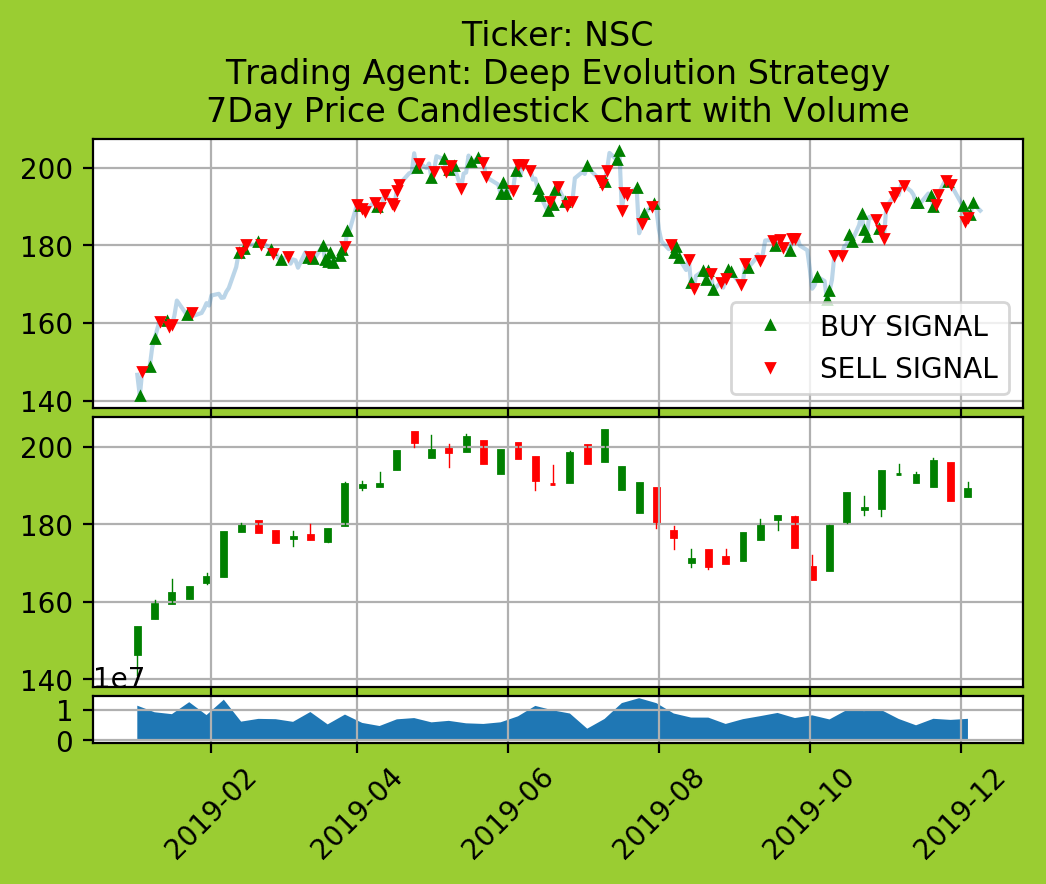 Ticker: NSC
Trading Agent: Deep Evolution Strategy
7Day Price Candlestick Chart with Volume
200
180
160
140
BUY SIGNAL
SELL SIGNAL
200
180
160
140
1e7
1
0
2019-02
2019-04
2019-06
2019-08
2019-10
2019-12